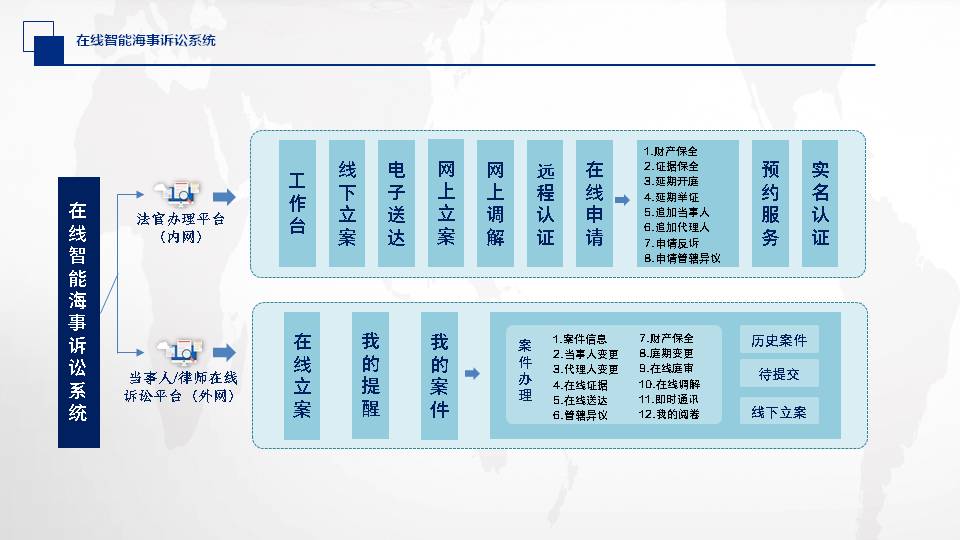 在线智能海事诉讼系统
在线智能海事诉讼系统
法官办理平台
（内网）
工作台
线下立案
电子送达
网上立案
网上调解
远程认证
在线申请
1.财产保全
2.证据保全
3.延期开庭
4.延期举证
5.追加当事人
6.追加代理人
7.申请反诉
8.申请管辖异议
预约服务
实名认证
当事人/律师在线
诉讼平台（外网）
在线立案
我的提醒
我的案件
案件办理
1.案件信息
2.当事人变更
3.代理人变更
4.在线证据
5.在线送达
6.管辖异议
7.财产保全
8.庭期变更
9.在线庭审
10.在线调解
11.即时通讯
12.我的阅卷
历史案件
待提交
线下立案